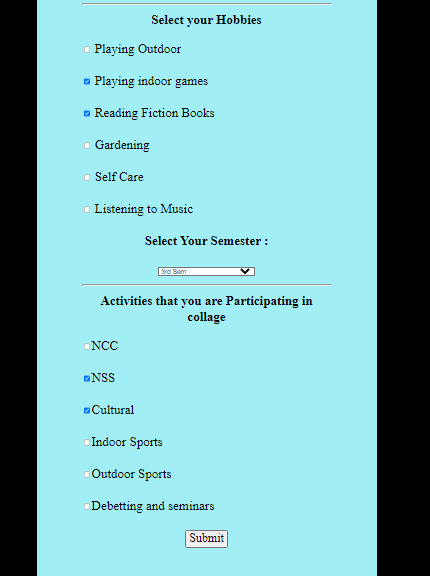 Select your Hobbies
Playing Outdoor
Playing indoor games
Reading Fiction Books
Gardening
Self Care
Listening to Music
Select Your Semester :
3rd Sem
Activities that you are Participating in
collage
NCC
NSS
Cultural
Indoor Sports
Outdoor Sports
Debetting and seminars
Submit